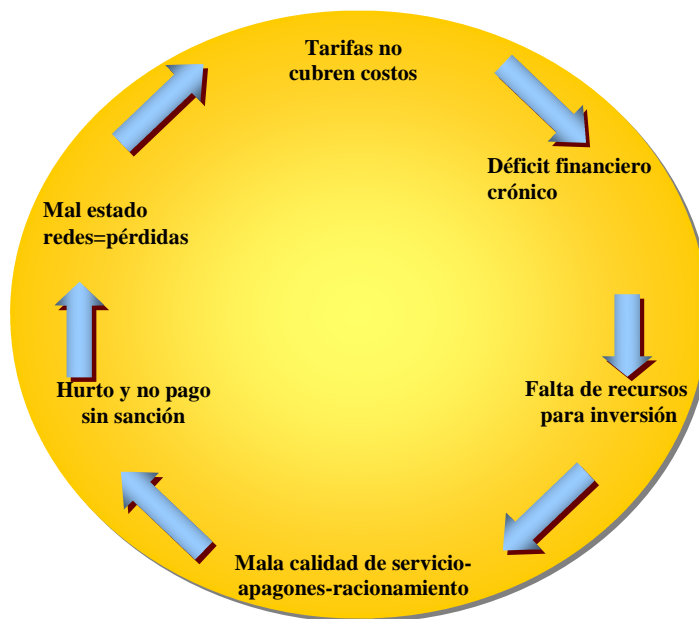 Tarifas no
cubren costos
Déficit financiero
crónico
Mal estado
redes=pérdidas
Hurto y no pago
sin sanción
Falta de recursos
para inversión
Mala calidad de servicio-
apagones-racionamiento